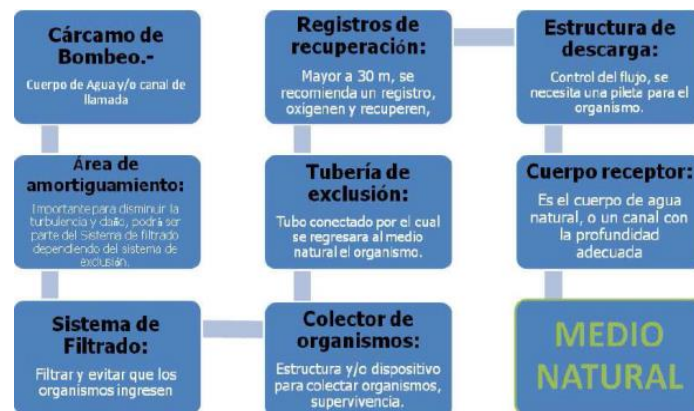 Cárcamo de
Bombeo.-
Cuerpo de Agua y/o canal de
llamada
Área de
amortiguamiento:
Importante para disminuir la
turbulencia y daño, podrá ser
parte del Sistema de filtrado
dependiendo del sistema de
exclusión.
Sistema de
Filtrado:
Filtrar y evitar que los
organismos ingresen
Colector de
organismos:
Estructura y/o dispositivo
para colectar organismos,
supervivencia.
Tubería de
exclusión:
Tubo conectado por el cual
se regresara al medio
natural el organismo.
Registros de
recuperación:
Mayor a 30 m, se
recomienda un registro,
oxigenen y recuperen,
Estructura de
descarga:
Control del flujo, se
necesita una pileta para el
organismo.
Cuerpo receptor:
Es el cuerpo de agua
natural, o un canal con
la profundidad
adecuada
MEDIO
NATURAL